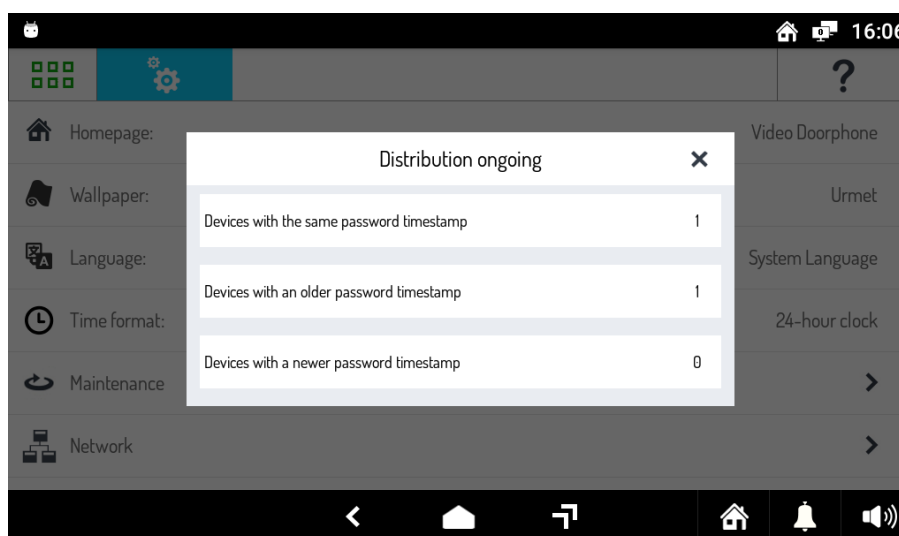 16:06
?
Homepage:
Video Doorphone
Distribution ongoing
Wallpaper:
Urmet
Devices with the same password timestamp 1
Language:
System Language
Devices with an older password timestamp 1
Time format:
24-hour clock
Devices with a newer password timestamp 0
Maintenance
Network